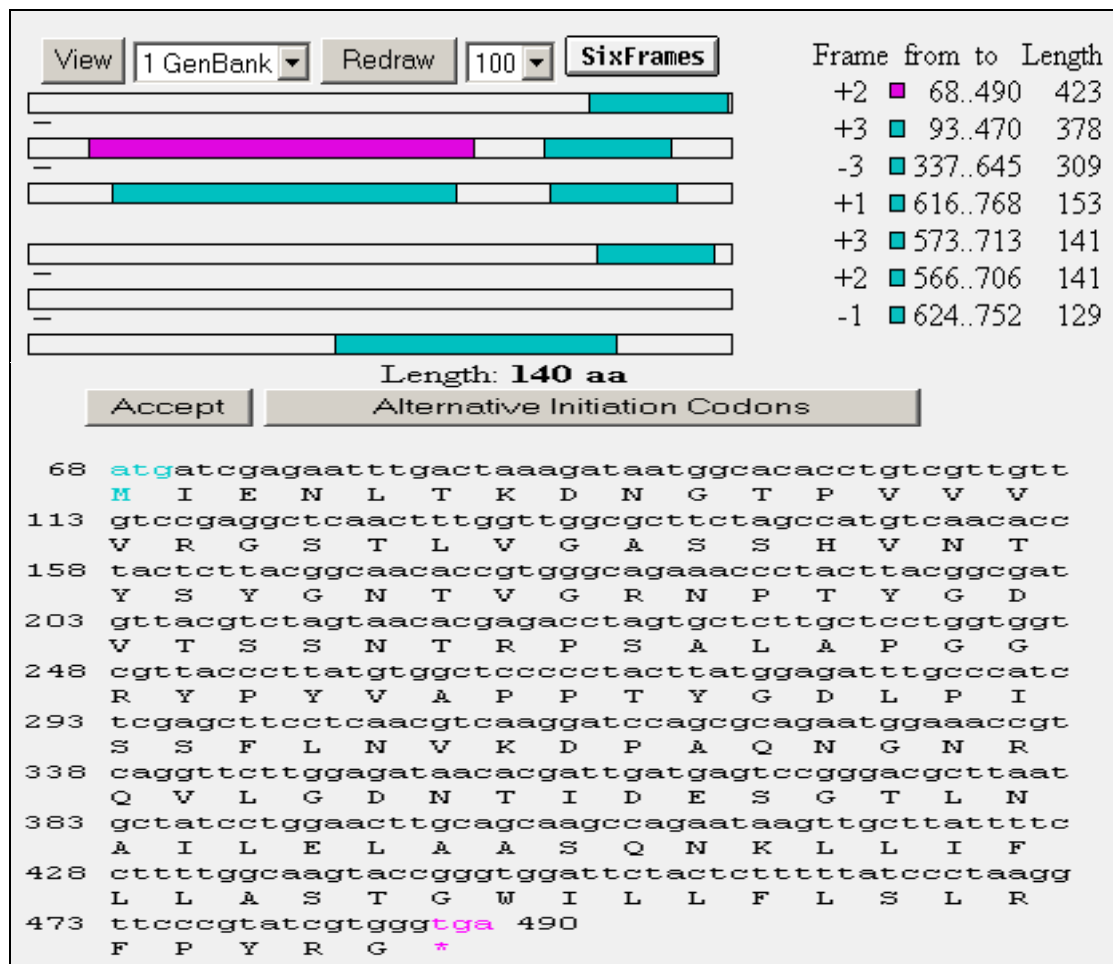 View 1 GenBank Redraw 100 SixFrames
Frame from to Length
+2 68..490 423
+3 93..470 378
-3 337..645 309
+1 616..768 153
+3 573..713 141
+2 566..706 141
-1 624..752 129
Length: 140 aa
Accept Alternative Initiation Codons
68 atgatcgagaatttgactaaagataatggcacacctgtcgttgtt
M I E N L T K D N G T P V V V
113 gtccgaggctcaactttggttggcgcttctagccatgtcaacacc
V R G S T L V G A S S H V N T
158 tactcttacggcaacaccgtgggcagaaaccctacttacggcgat
Y S Y G N T V G R N P T Y G D
203 gttacgtctagtaacacgagacctagtgctcttgctcctggtggt
V T S S N T R P S A L A P G G
248 cgttacccttatgtggctccccctacttatggagatttgcccatc
R Y P Y V A P P T Y G D L P I
293 tcgagcttcctcaacgtcaaggatccagcgcagaatggaaaccgt
S S F L N V K D P A Q N G N R
338 caggttcttggagataacacgattgatgagtccgggacgcttaat
Q V L G D N T I D E S G T L N
383 gctatcctggaacttgcagcaagccagaataagttgcttattttc
A I L E L A A S Q N K L L I F
428 cttttggcaagtaccgggtggattctactctttttatccctaagg
L L A S T G W I L L F L S L R
473 ttcccgtatcgtgggtga 490
F P Y R G *